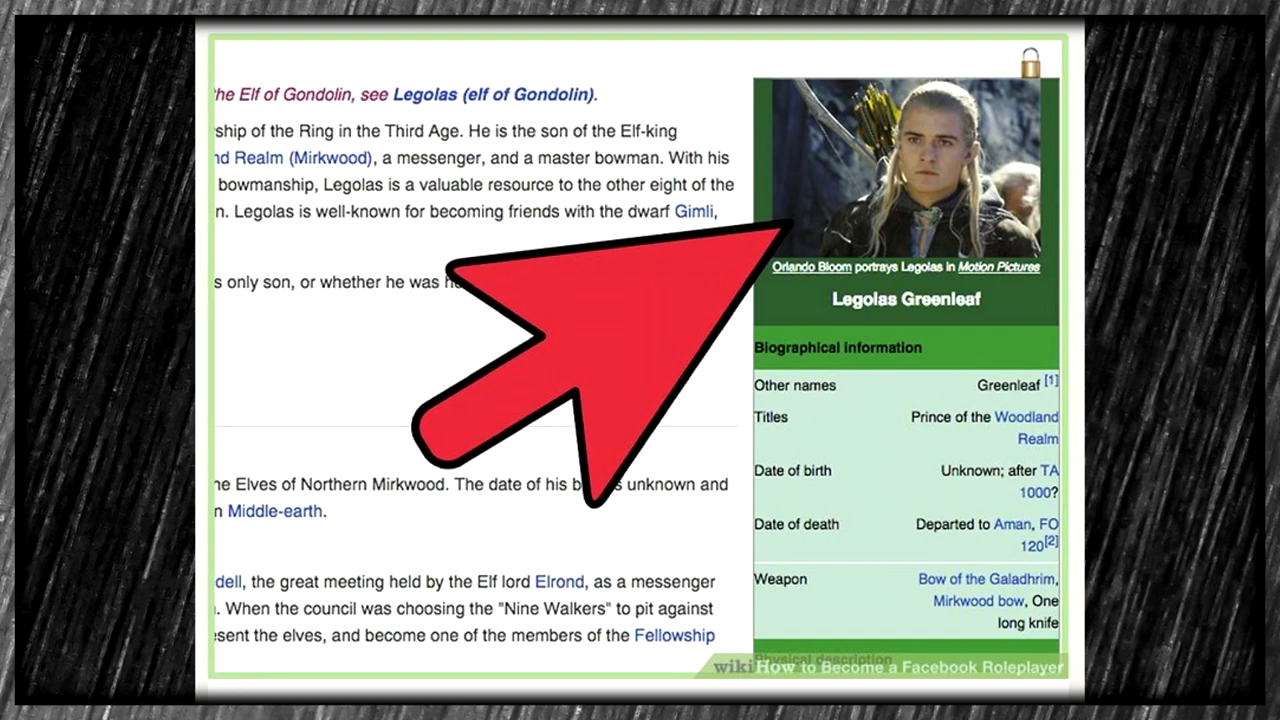 the Elf of Gondolin, see Legolas (elf of Gondolin).
rship of the Ring in the Third Age. He is the son of the Elf-king
nd Realm (Mirkwood), a messenger, and a master bowman. With his
bowmanship, Legolas is a valuable resource to the other eight of the
n. Legolas is well-known for becoming friends with the dwarf Gimli,
s only son, or whether he was
ne Elves of Northern Mirkwood. The date of his b s unknown and
n Middle-earth.
dell, the great meeting held by the Elf lord Elrond, as a messenger
. When the council was choosing the "Nine Walkers" to pit against
esent the elves, and become one of the members of the Fellowship
Orlando Bloom portrays Legolas in Motion Pictures
Legolas Greenleaf
Biographical information
Other names Greenleaf [1]
Titles Prince of the Woodland
Realm
Date of birth Unknown; after TA
1000?
Date of death Departed to Aman, FO
120[2]
Weapon Bow of the Galadhrim,
Mirkwood bow, One
long knife
Physical description
wikiHow to Become a Facebook Roleplayer